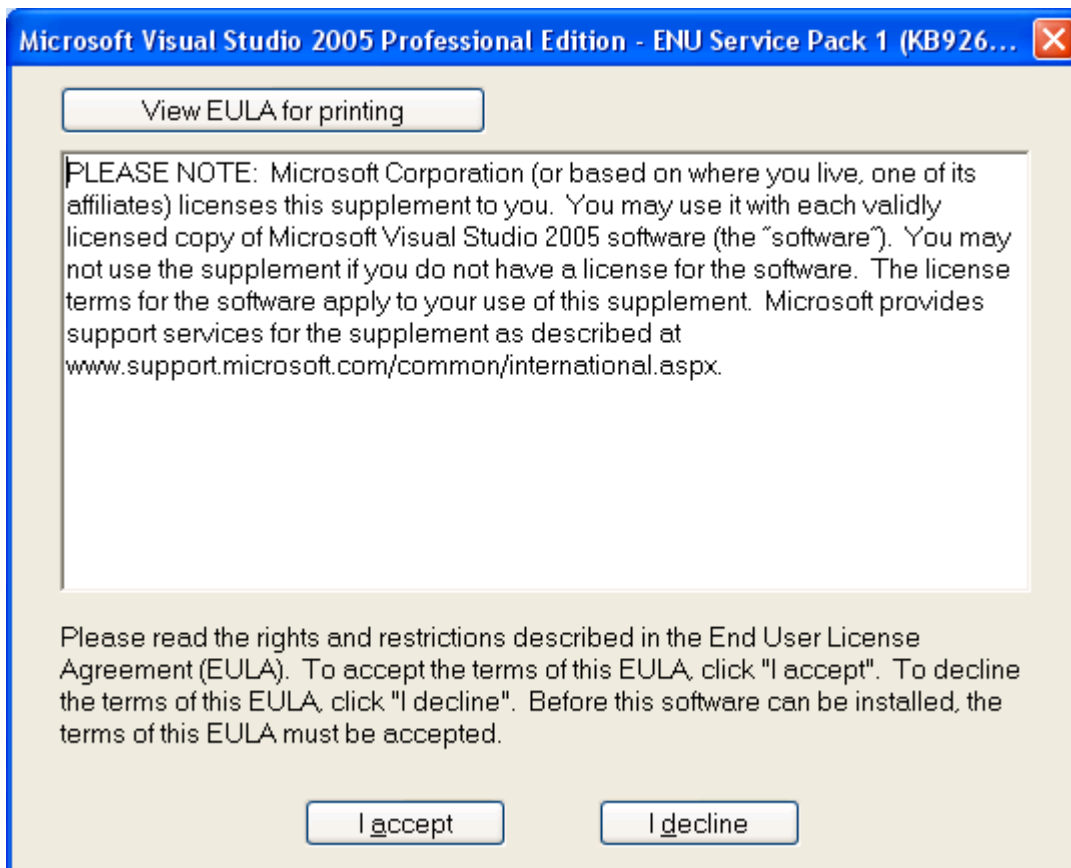 Microsoft Visual Studio 2005 Professional Edition - ENU Service Pack 1 (KB926...
View EULA for printing
PLEASE NOTE:  Microsoft Corporation (or based on where you live, one of its
affiliates) licenses this supplement to you.  You may use it with each validly
licensed copy of Microsoft Visual Studio 2005 software (the "software").  You may
not use the supplement if you do not have a license for the software.  The license
terms for the software apply to your use of this supplement.  Microsoft provides
support services for the supplement as described at
www.support.microsoft.com/common/international.aspx.
Please read the rights and restrictions described in the End User License
Agreement (EULA).  To accept the terms of this EULA, click "I accept".  To decline
the terms of this EULA, click "I decline".  Before this software can be installed, the
terms of this EULA must be accepted.
I accept
I decline